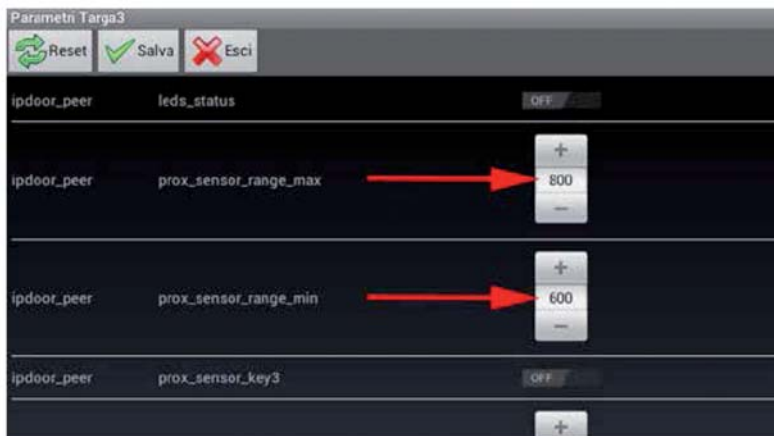 Parametri Targa3
Reset Salva Esci
ipdoor_peer leds_status OFF
+
ipdoor_peer prox_sensor_range_max 800
−
+
ipdoor_peer prox_sensor_range_min 600
−
ipdoor_peer prox_sensor_key3 OFF
+